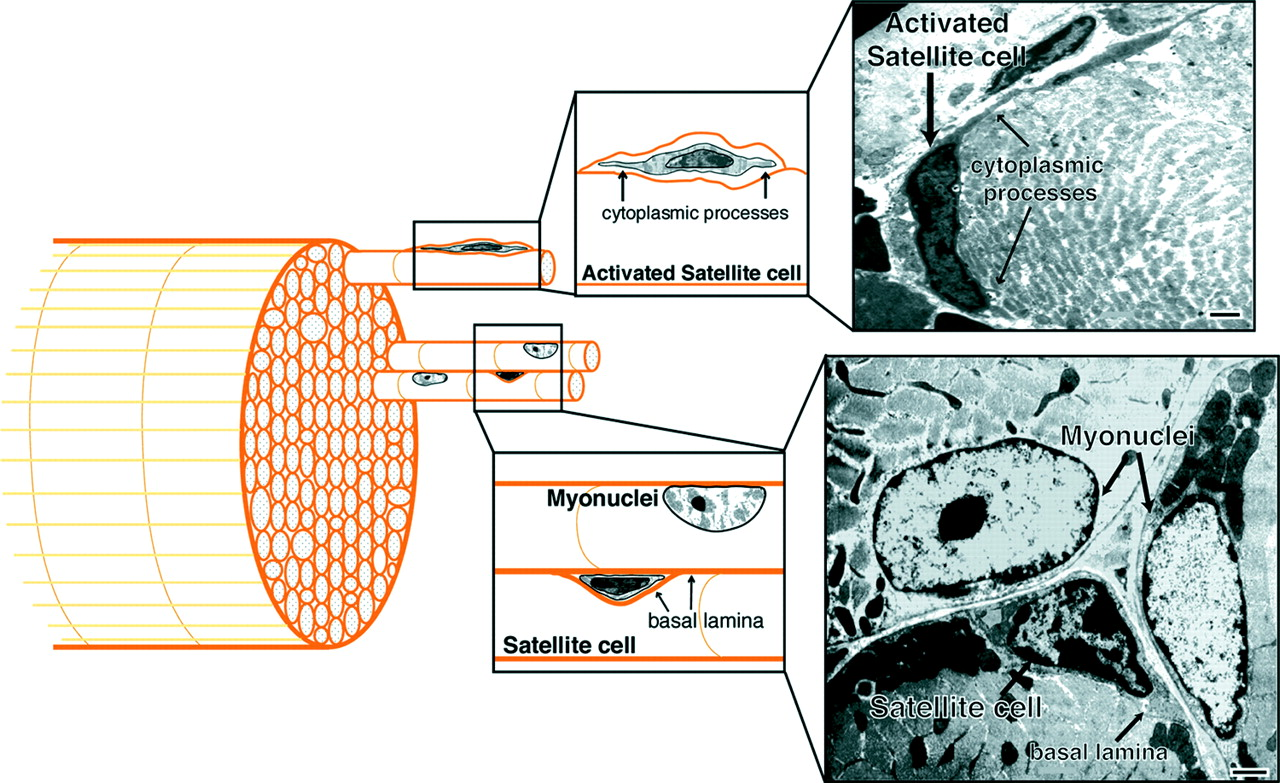 Activated
Satellite cell
cytoplasmic
processes
cytoplasmic processes
Activated Satellite cell
Myonuclei
basal lamina
Satellite cell
Myonuclei
Satellite cell
basal lamina